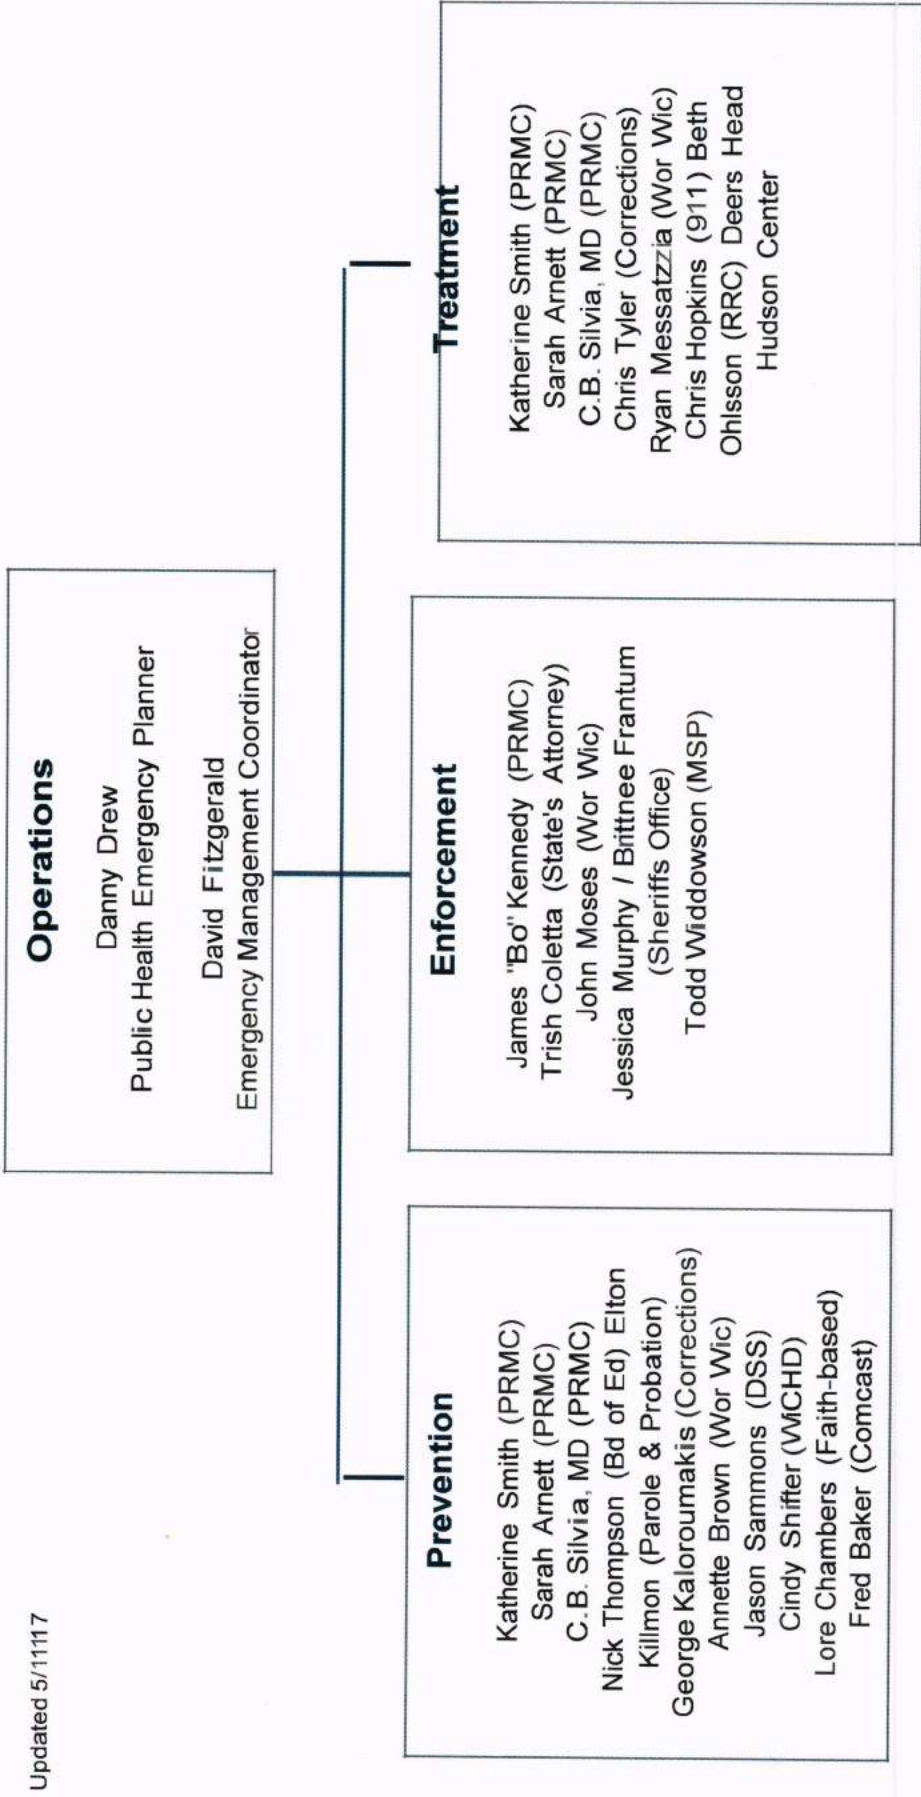 Updated 5/11117
Operations
Danny Drew
Public Health Emergency Planner
David Fitzgerald
Emergency Management Coordinator
Prevention
Katherine Smith (PRMC)
Sarah Arnett (PRMC)
C.B. Silvia, MD (PRMC)
Nick Thompson (Bd of Ed) Elton
Killmon (Parole & Probation)
George Kaloroumakis (Corrections)
Annette Brown (Wor Wic)
Jason Sammons (DSS)
Cindy Shifter (WCHD)
Lore Chambers (Faith-based)
Fred Baker (Comcast)
Enforcement
James "Bo" Kennedy (PRMC)
Trish Coletta (State's Attorney)
John Moses (Wor Wic)
Jessica Murphy / Brittnee Frantum
(Sheriffs Office)
Todd Widdowson (MSP)
Treatment
Katherine Smith (PRMC)
Sarah Arnett (PRMC)
C.B. Silvia, MD (PRMC)
Chris Tyler (Corrections)
Ryan Messatzzia (Wor Wic)
Chris Hopkins (911) Beth
Ohlsson (RRC) Deers Head
Hudson Center